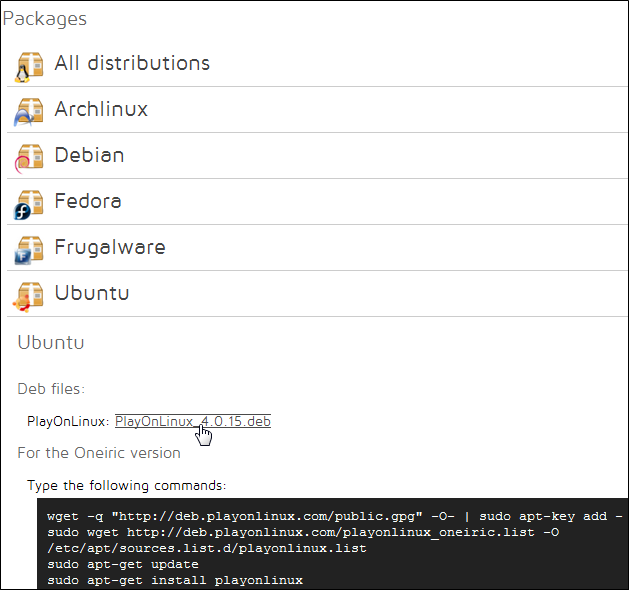 Packages
All distributions
Archlinux
Debian
Fedora
Frugalware
Ubuntu
Ubuntu
Deb files:
PlayOnLinux: PlayOnLinux_4.0.15.deb
For the Oneiric version
Type the following commands:
wget -q "http://deb.playonlinux.com/public.gpg" -O- | sudo apt-key add -
sudo wget http://deb.playonlinux.com/playonlinux_oneiric.list -O
/etc/apt/sources.list.d/playonlinux.list
sudo apt-get update
sudo apt-get install playonlinux